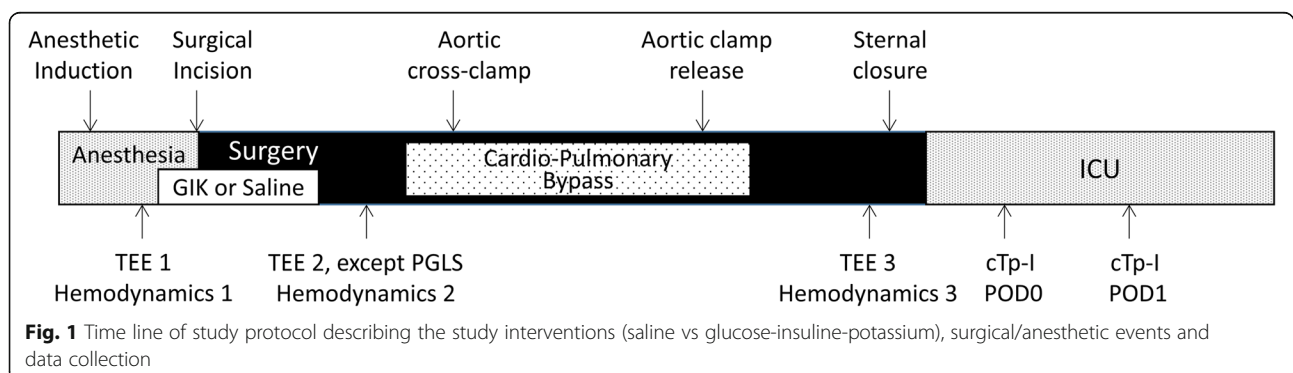 Anesthetic
Induction
Surgical
Incision
Aortic
cross-clamp
Aortic clamp
release
Sternal
closure
Anesthesia
Surgery
GIK or Saline
Cardio-Pulmonary
Bypass
ICU
TEE 1
Hemodynamics 1
TEE 2, except PGLS
Hemodynamics 2
TEE 3
Hemodynamics 3
cTp-I
POD0
cTp-I
POD1
Fig. 1 Time line of study protocol describing the study interventions (saline vs glucose-insuline-potassium), surgical/anesthetic events and
data collection